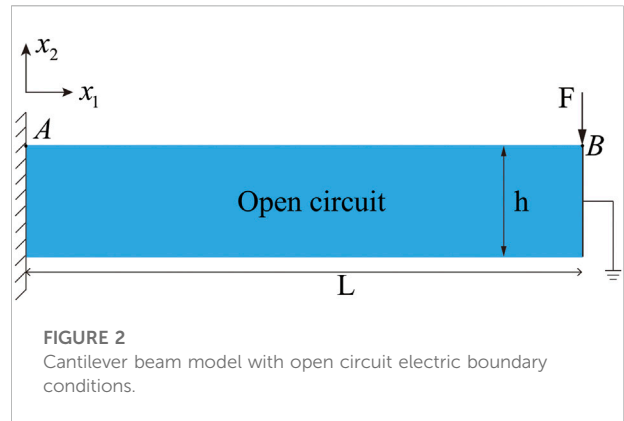 x₂
x₁
A
F
B
Open circuit
h
L
FIGURE 2
Cantilever beam model with open circuit electric boundary
conditions.